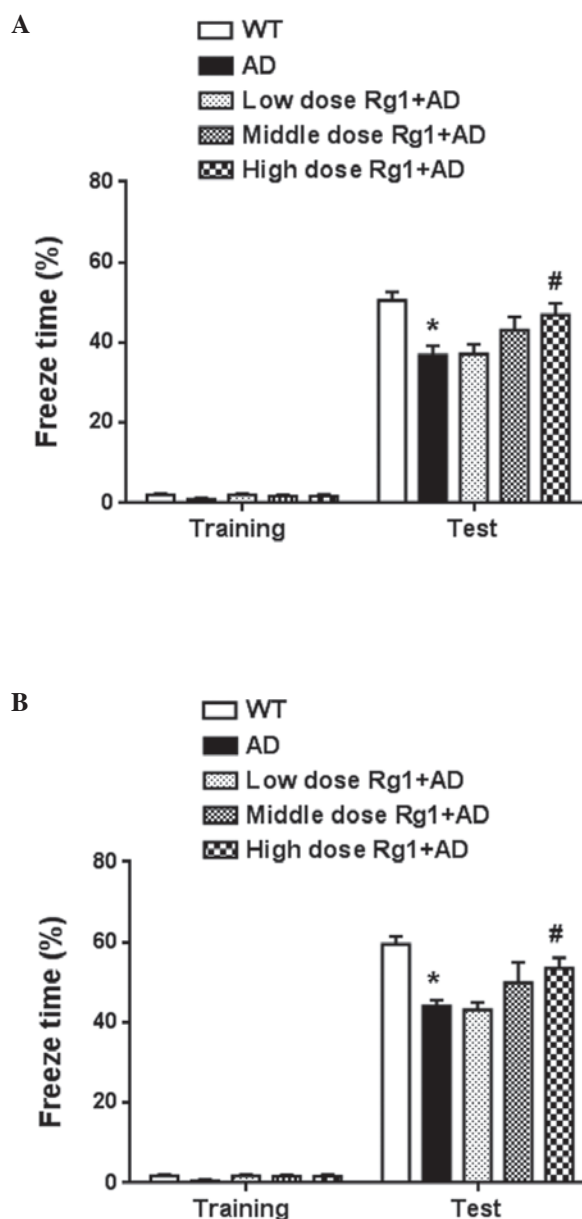 A
WT
AD
Low dose Rg1+AD
Middle dose Rg1+AD
High dose Rg1+AD
80
60
40
20
0
Freeze time (%)
*
#
Training
Test
B
WT
AD
Low dose Rg1+AD
Middle dose Rg1+AD
High dose Rg1+AD
80
60
40
20
0
Freeze time (%)
*
#
Training
Test